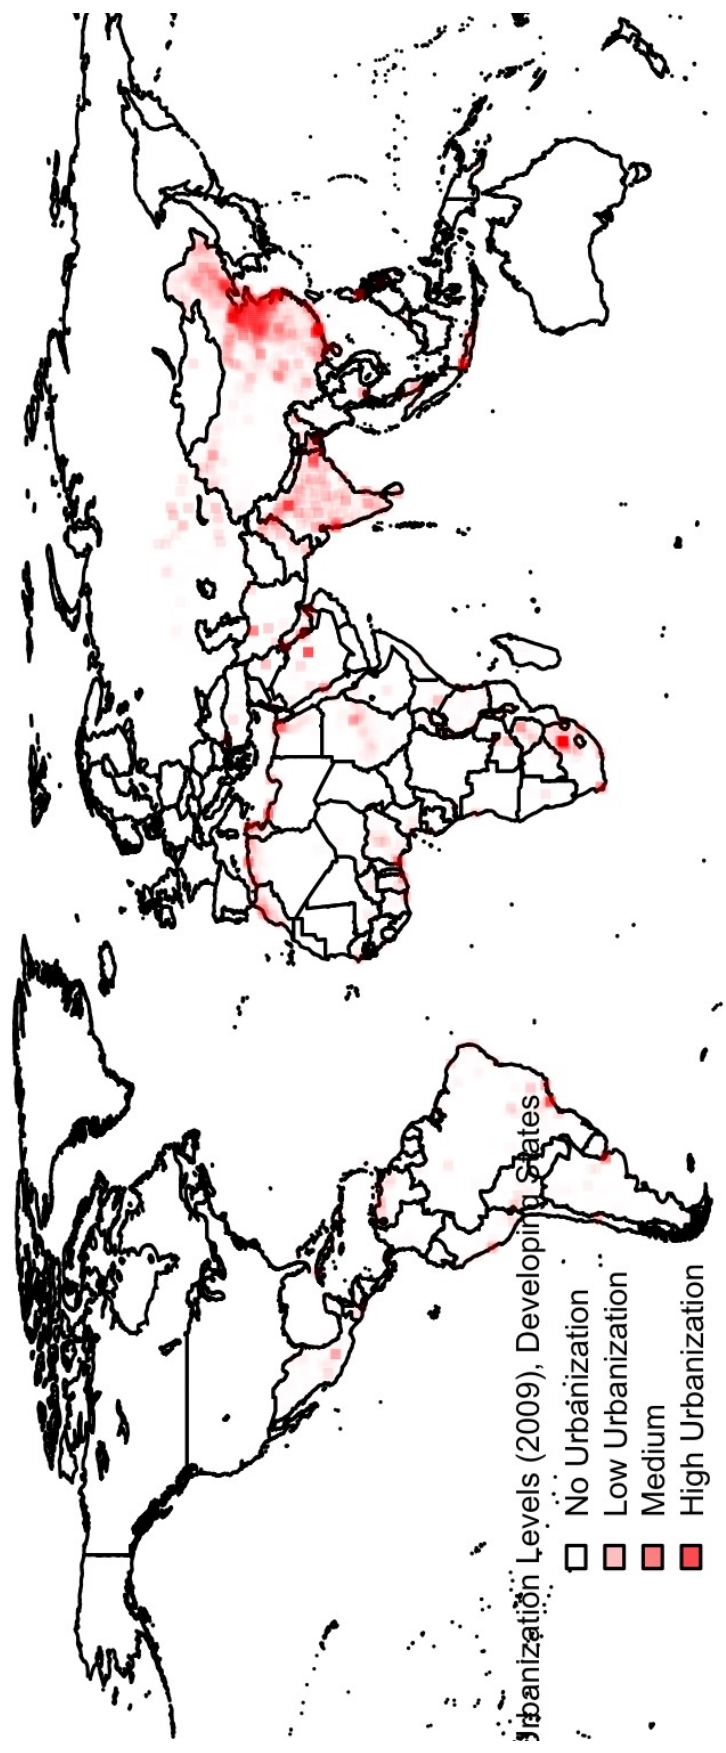 Urbanization Levels (2009), Developing States
No Urbanization
Low Urbanization
Medium
High Urbanization